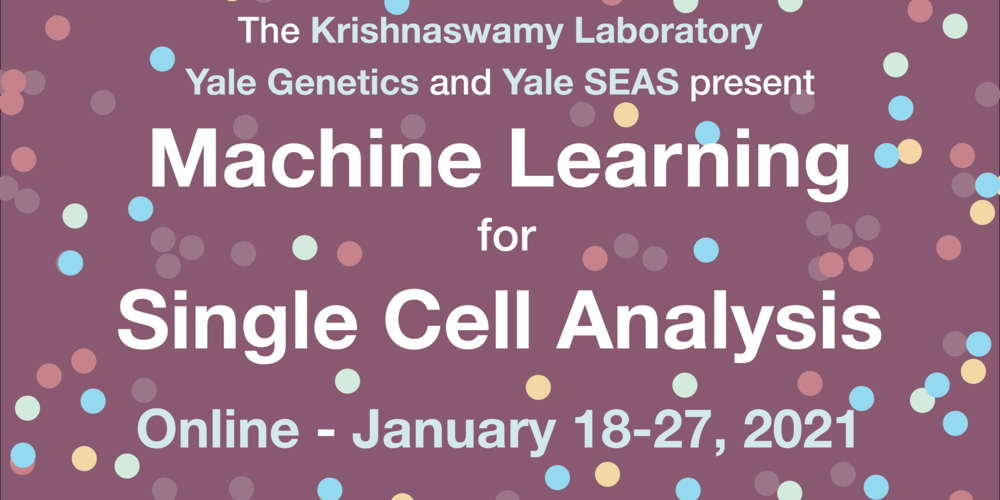 The Krishnaswamy Laboratory
Yale Genetics and Yale SEAS present
Machine Learning
for
Single Cell Analysis
Online - January 18-27, 2021